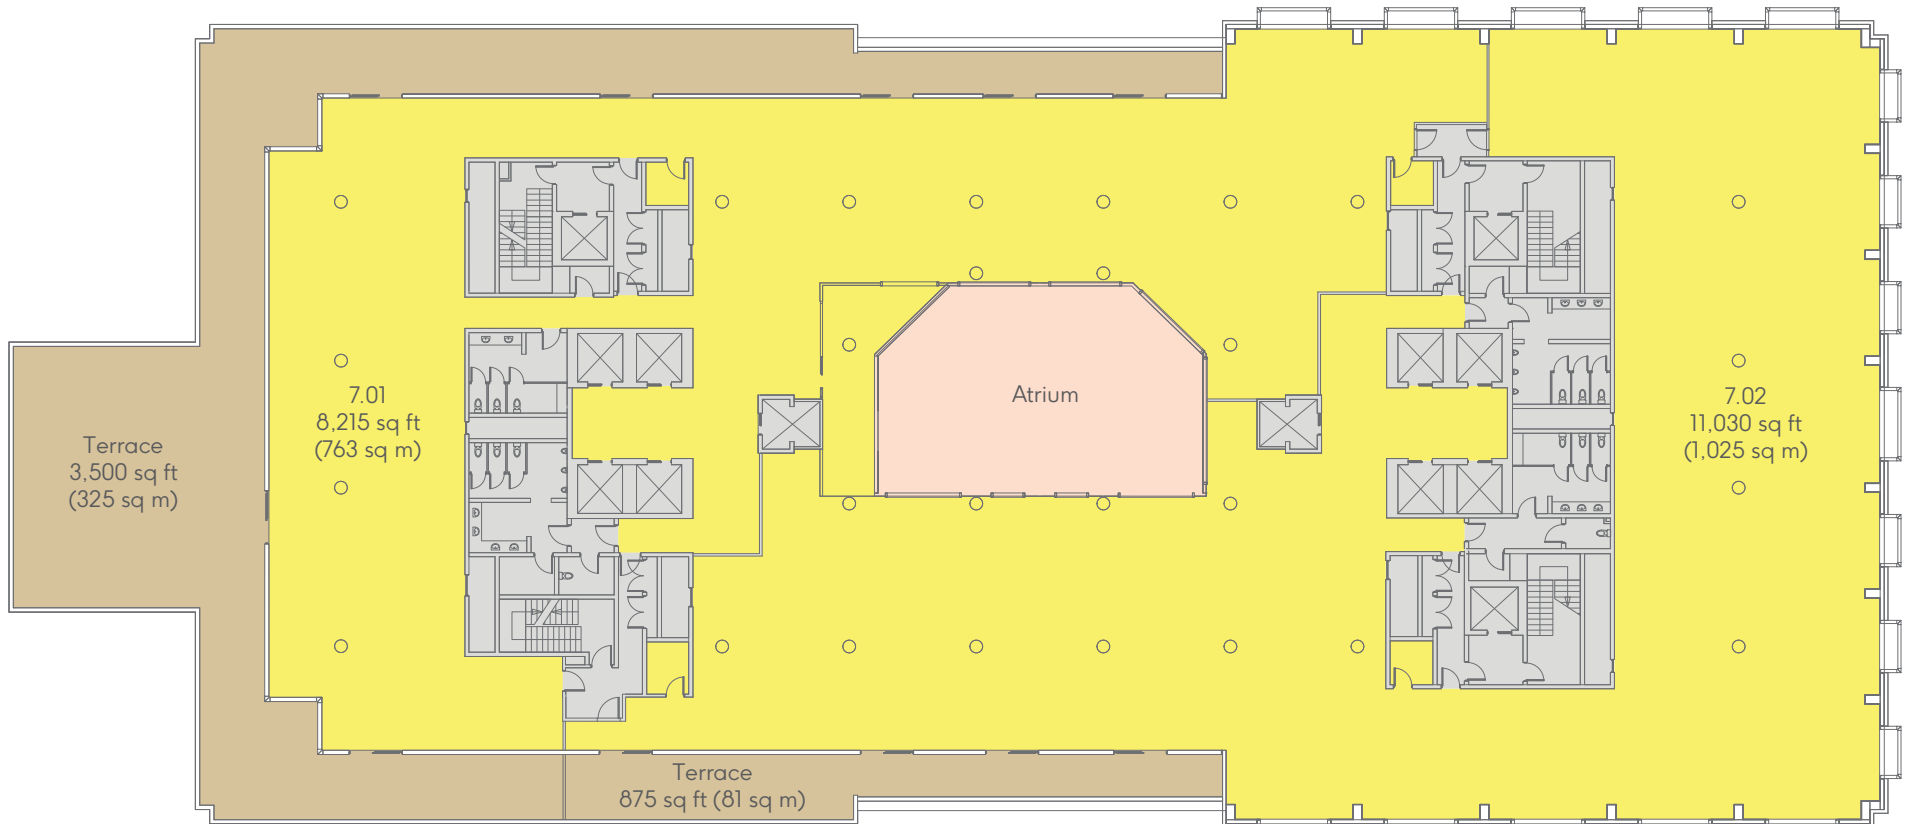 Terrace
3,500 sq ft
(325 sq m)
7.01
8,215 sq ft
(763 sq m)
Atrium
7.02
11,030 sq ft
(1,025 sq m)
Terrace
875 sq ft (81 sq m)